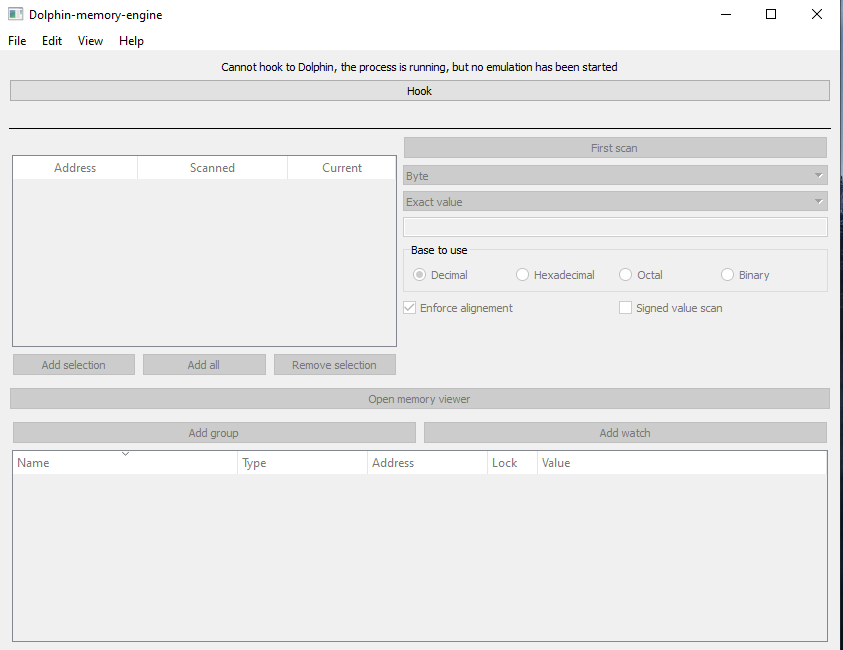 Dolphin-memory-engine
File Edit View Help
Cannot hook to Dolphin, the process is running, but no emulation has been started
Hook
Address Scanned Current
First scan
Byte
Exact value
Base to use
Decimal Hexadecimal Octal Binary
Enforce alignement Signed value scan
Add selection Add all Remove selection
Open memory viewer
Add group Add watch
Name Type Address Lock Value